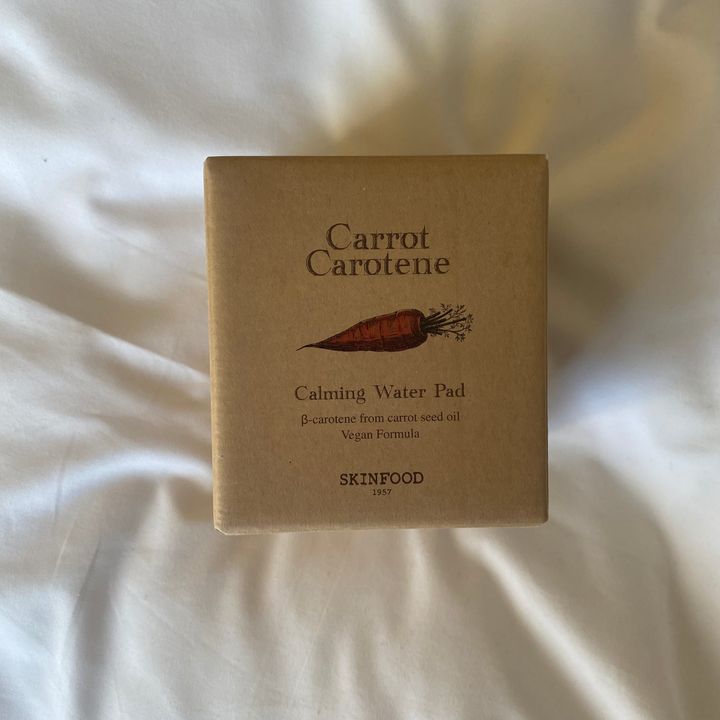 Carrot
Carotene
Calming Water Pad
β-carotene from carrot seed oil
Vegan Formula
SKINFOOD
1957